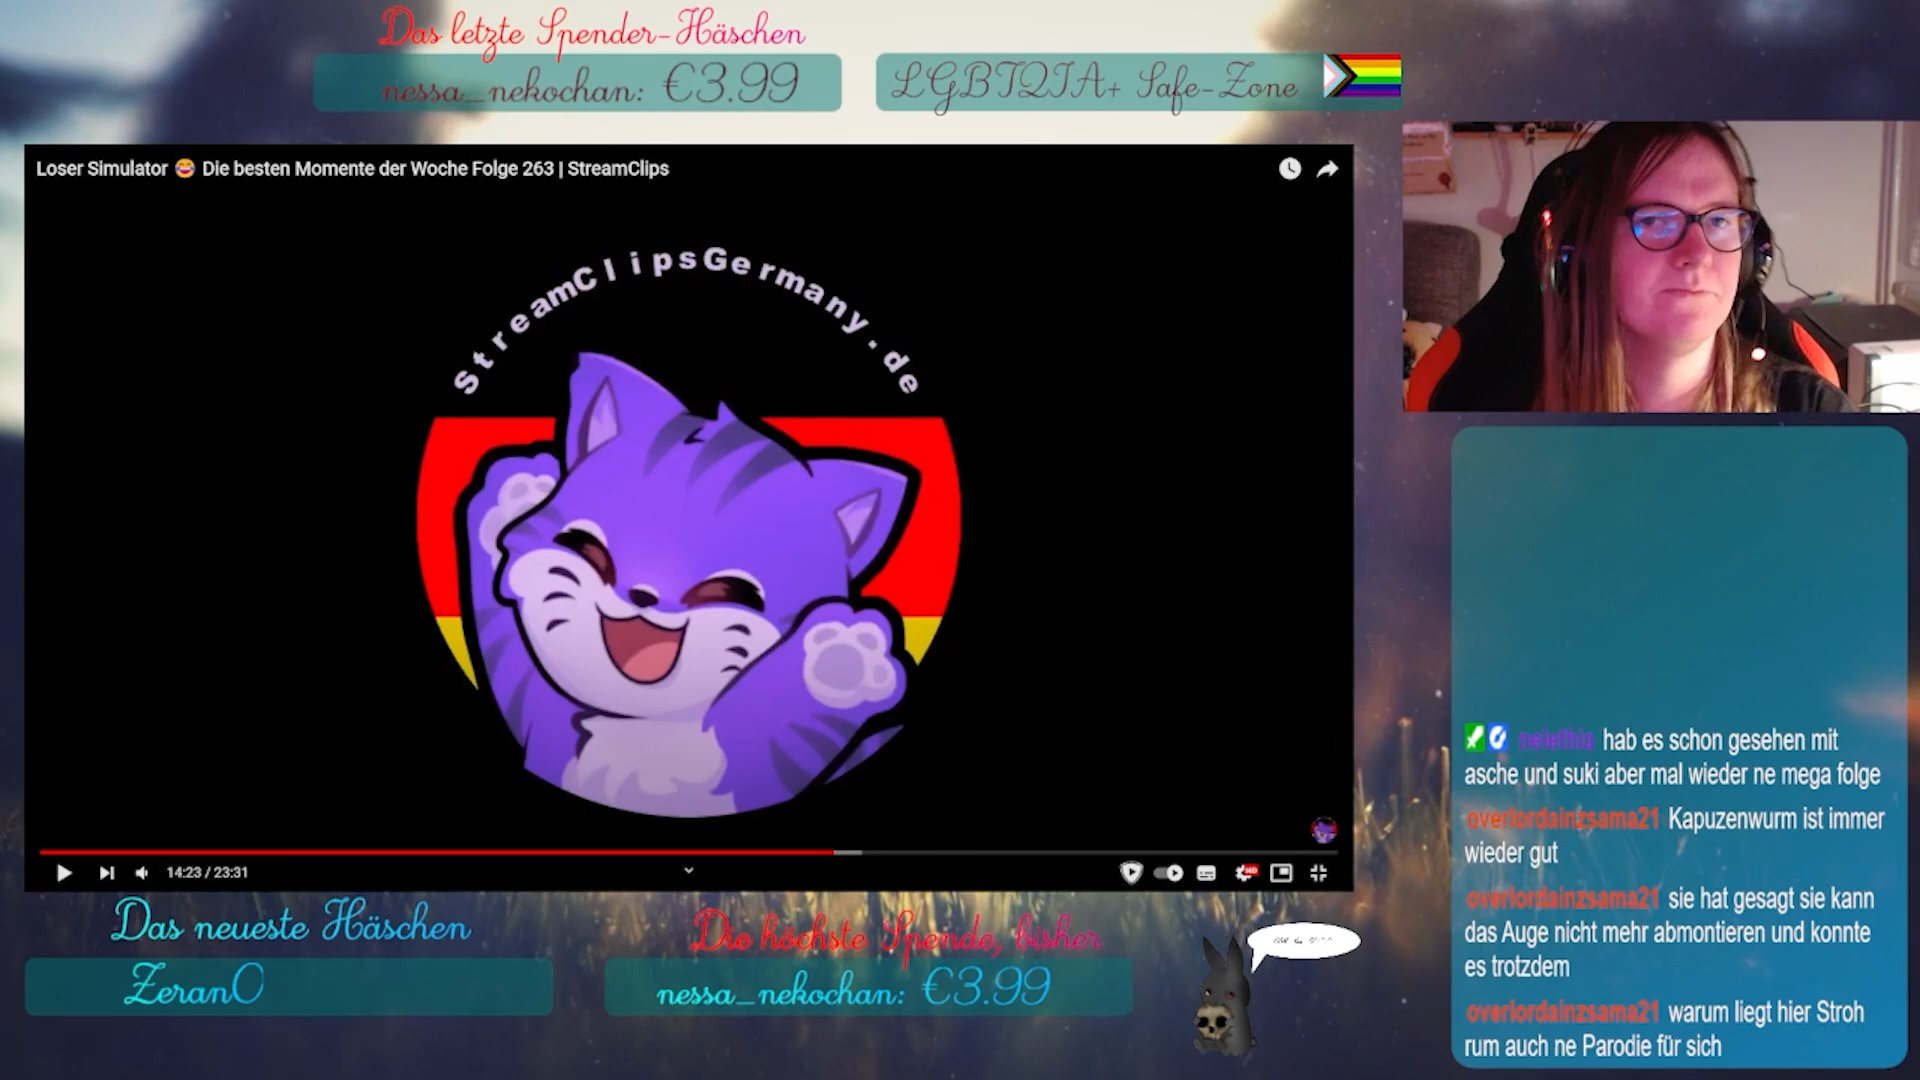 Das letzte Spender-Häschen
nessa_nekochan: €3.99
LGBTQIA+ Safe-Zone
Loser Simulator 😂 Die besten Momente der Woche Folge 263 | StreamClips
StreamClipsGermany.de
14:23 / 23:31
HD
Das neueste Häschen
ZeranO
Die höchste Spende, bisher
nessa_nekochan: €3.99
hab es schon gesehen mit
asche und suki aber mal wieder ne mega folge
overlordainzsama21 Kapuzenwurm ist immer
wieder gut
overlordainzsama21 sie hat gesagt sie kann
das Auge nicht mehr abmontieren und konnte
es trotzdem
overlordainzsama21 warum liegt hier Stroh
rum auch ne Parodie für sich